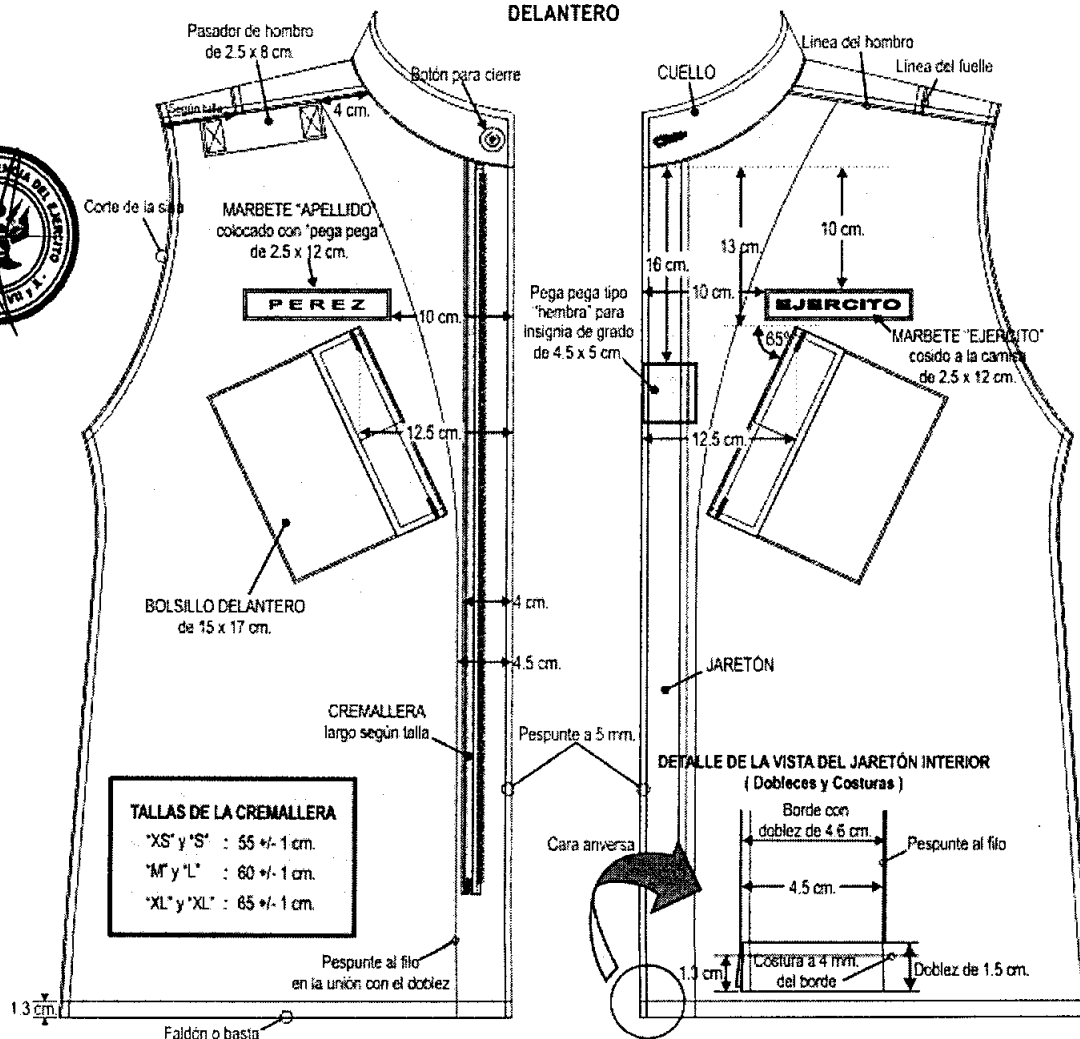 DELANTERO
Pasador de hombro
de 2.5 x 8 cm.
Botón para cierre
CUELLO
Línea del hombro
Línea del fuelle
Según talla
4 cm.
DEL EJERCITO
Corte de la sisa
MARBETE "APELLIDO"
colocado con "pega pega"
de 2.5 x 12 cm.
PEREZ
10 cm.
16 cm.
13 cm.
10 cm.
10 cm.
Pega pega tipo
"hembra" para
insignia de grado
de 4.5 x 5 cm.
EJERCITO
65°
MARBETE "EJERCITO"
cosido a la camisa
de 2.5 x 12 cm.
12.5 cm.
12.5 cm.
BOLSILLO DELANTERO
de 15 x 17 cm.
4 cm.
4.5 cm.
JARETÓN
CREMALLERA
largo según talla
Pespunte a 5 mm.
DETALLE DE LA VISTA DEL JARETÓN INTERIOR
( Dobleces y Costuras )
TALLAS DE LA CREMALLERA
"XS" y "S" : 55 +/- 1 cm.
"M" y "L" : 60 +/- 1 cm.
"XL" y "XL" : 65 +/- 1 cm.
Borde con
doblez de 4.6 cm.
Cara anversa
Pespunte al filo
4.5 cm.
Pespunte al filo
en la unión con el doblez
1.3 cm.
Costura a 4 mm.
del borde
Doblez de 1.5 cm.
1.3 cm.
Faldón o basta